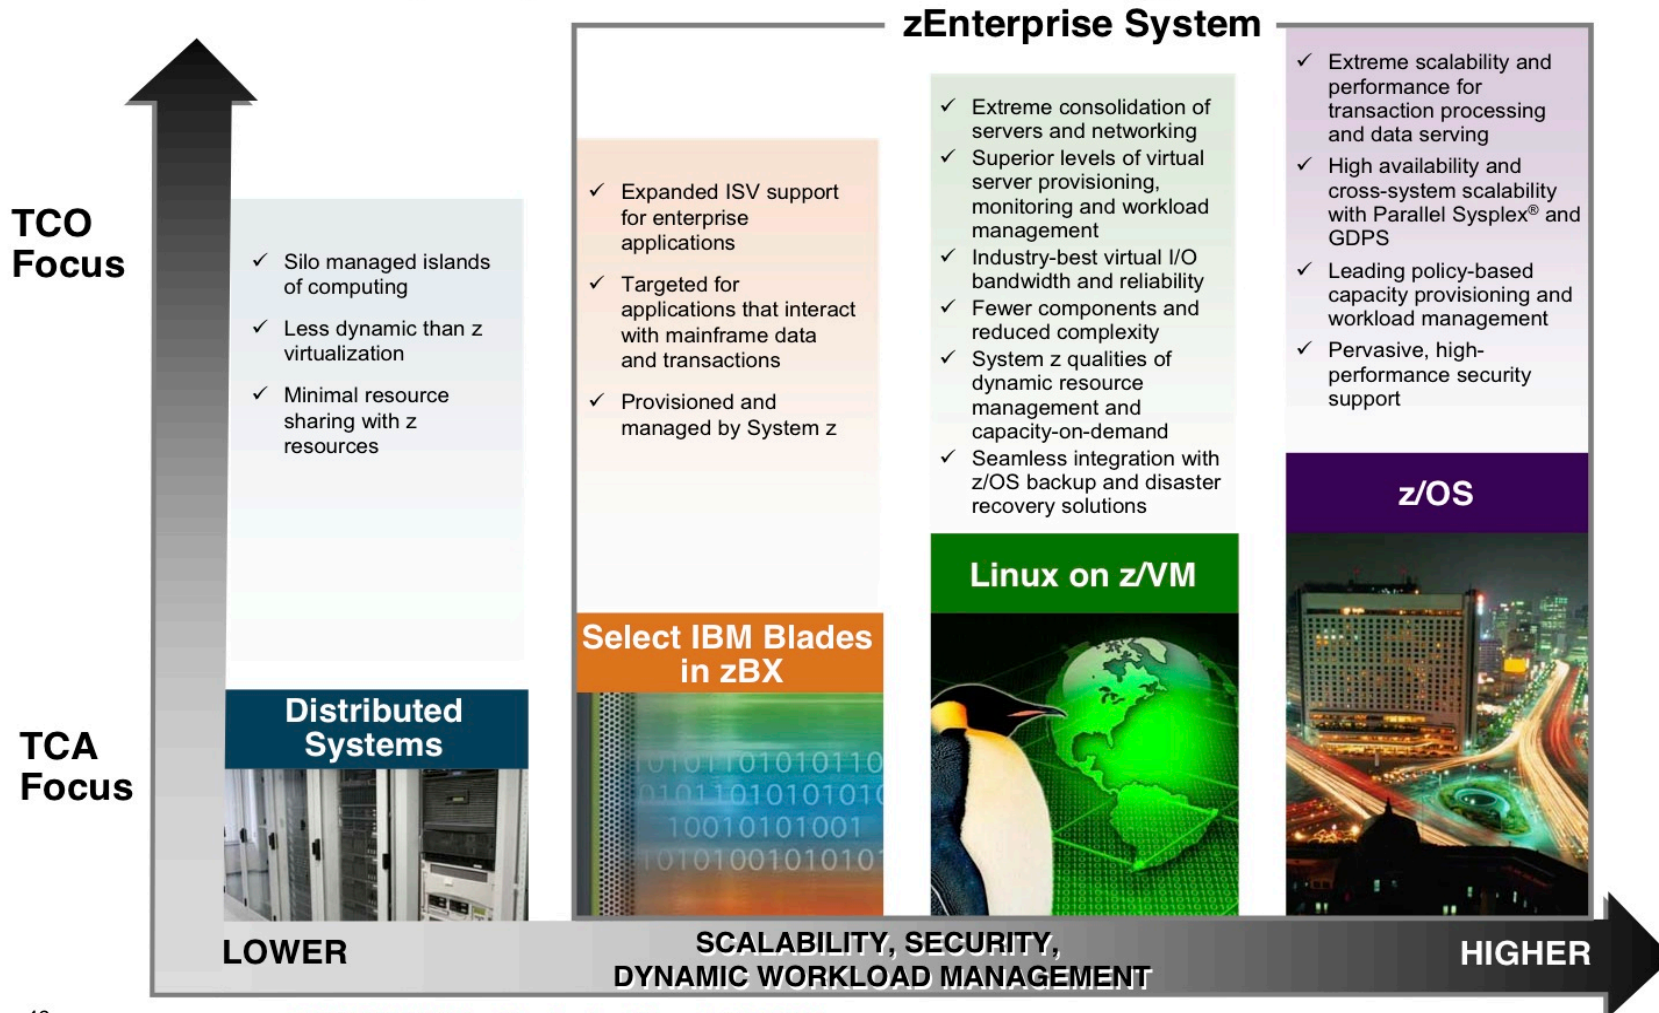 zEnterprise System
TCO
Focus
TCA
Focus
✓ Silo managed islands
of computing
✓ Less dynamic than z
virtualization
✓ Minimal resource
sharing with z
resources
Distributed
Systems
✓ Expanded ISV support
for enterprise
applications
✓ Targeted for
applications that interact
with mainframe data
and transactions
✓ Provisioned and
managed by System z
Select IBM Blades
in zBX
1010101010110
0101101010101010
10010101001
1010100101010
✓ Extreme consolidation of
servers and networking
✓ Superior levels of virtual
server provisioning,
monitoring and workload
management
✓ Industry-best virtual I/O
bandwidth and reliability
✓ Fewer components and
reduced complexity
✓ System z qualities of
dynamic resource
management and
capacity-on-demand
✓ Seamless integration with
z/OS backup and disaster
recovery solutions
Linux on z/VM
✓ Extreme scalability and
performance for
transaction processing
and data serving
✓ High availability and
cross-system scalability
with Parallel Sysplex® and
GDPS
✓ Leading policy-based
capacity provisioning and
workload management
✓ Pervasive, high-
performance security
support
z/OS
LOWER
SCALABILITY, SECURITY,
DYNAMIC WORKLOAD MANAGEMENT
HIGHER